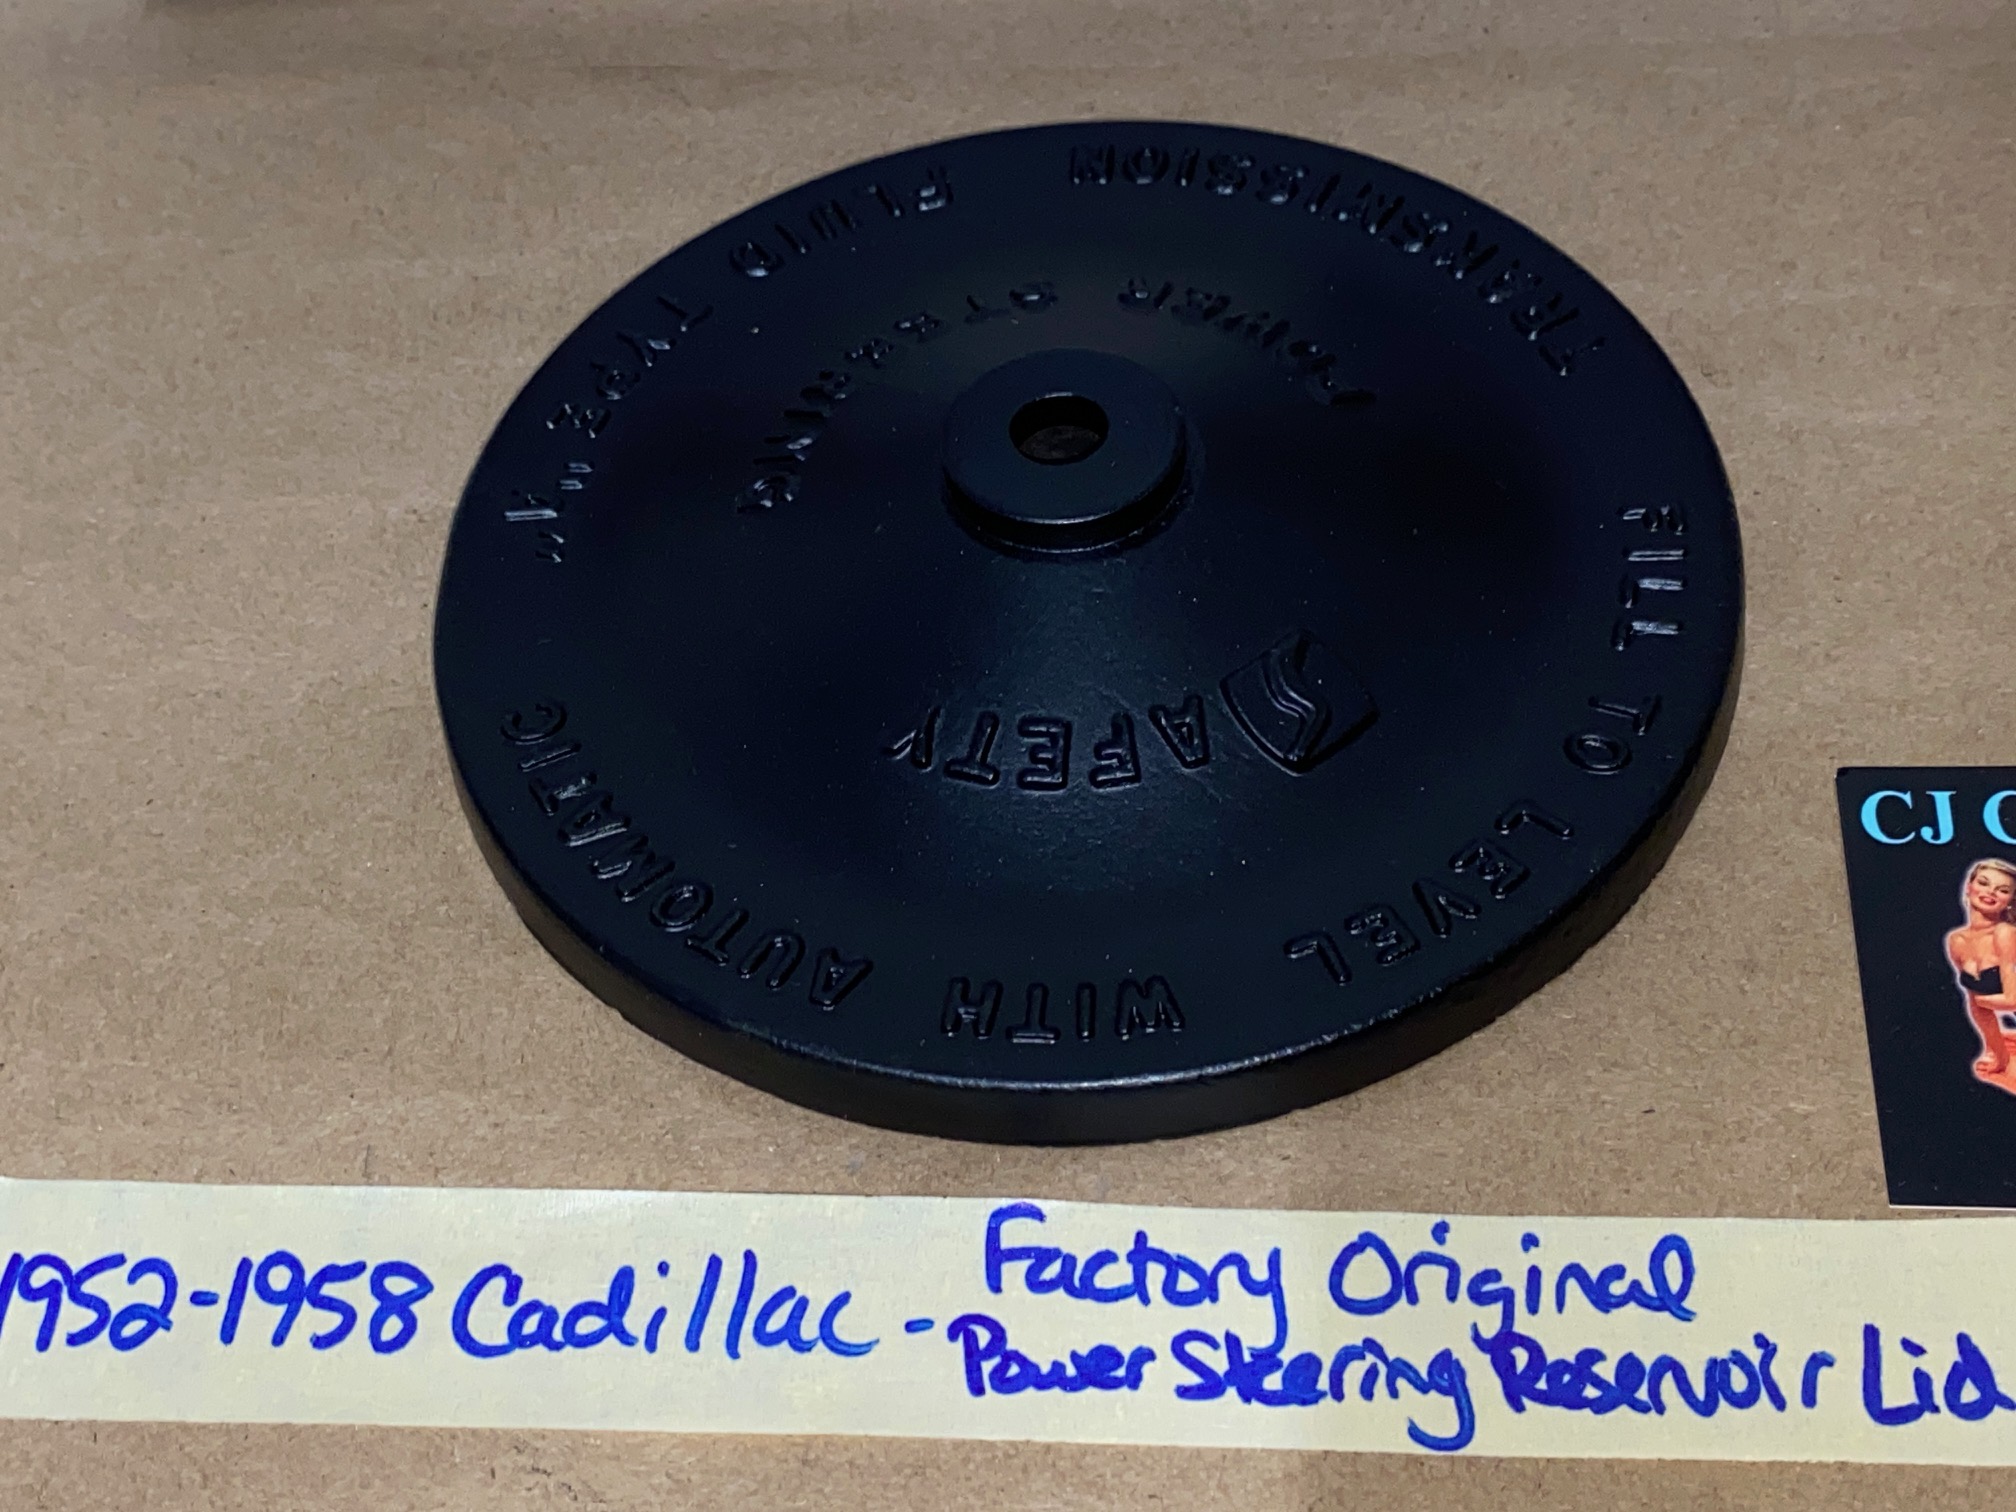 FILL TO LEVEL WITH AUTOMATIC TRANSMISSION FLUID TYPE "A"
SAFETY
POWER STEERING
CJ
1952-1958 Cadillac - Factory Original
Power Steering Reservoir Lid